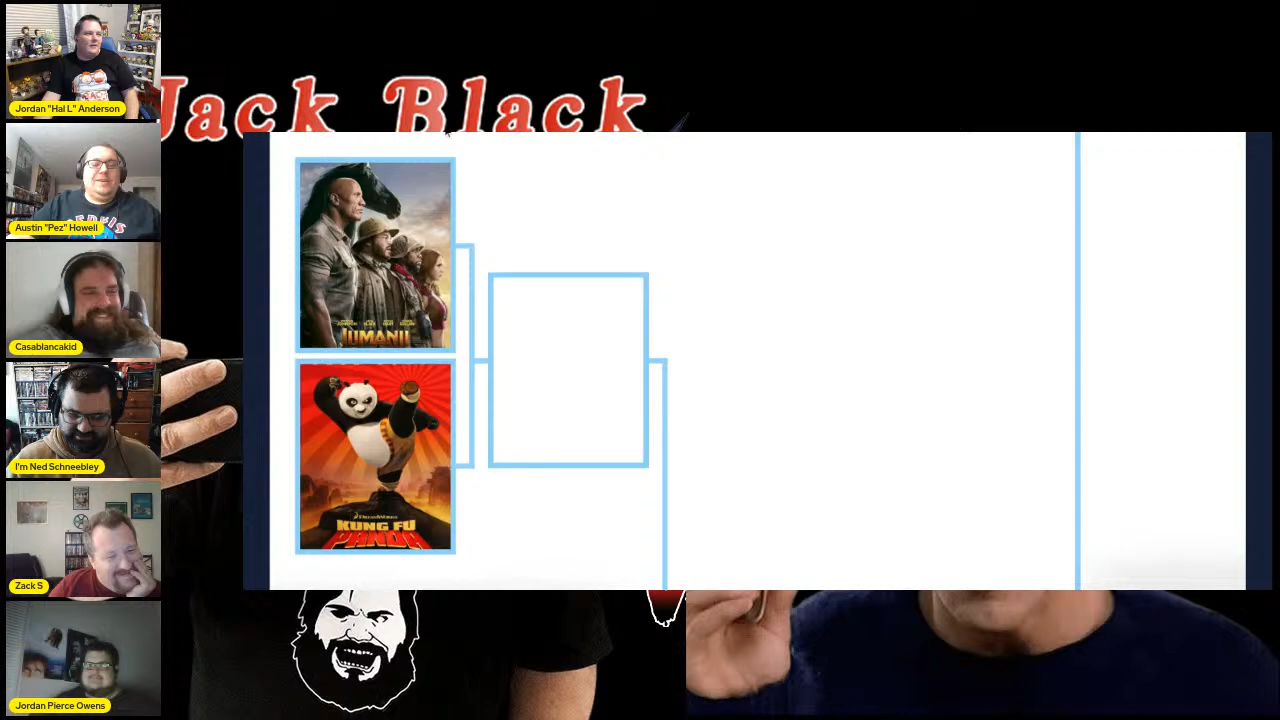 Jordan "Hal L" Anderson
Jack Black
Austin "Pez" Howell
Casablancakid
JUMANJI
I'm Ned Schneebley
DREAMWORKS
KUNG FU
PANDA
Zack S
Jordan Pierce Owens